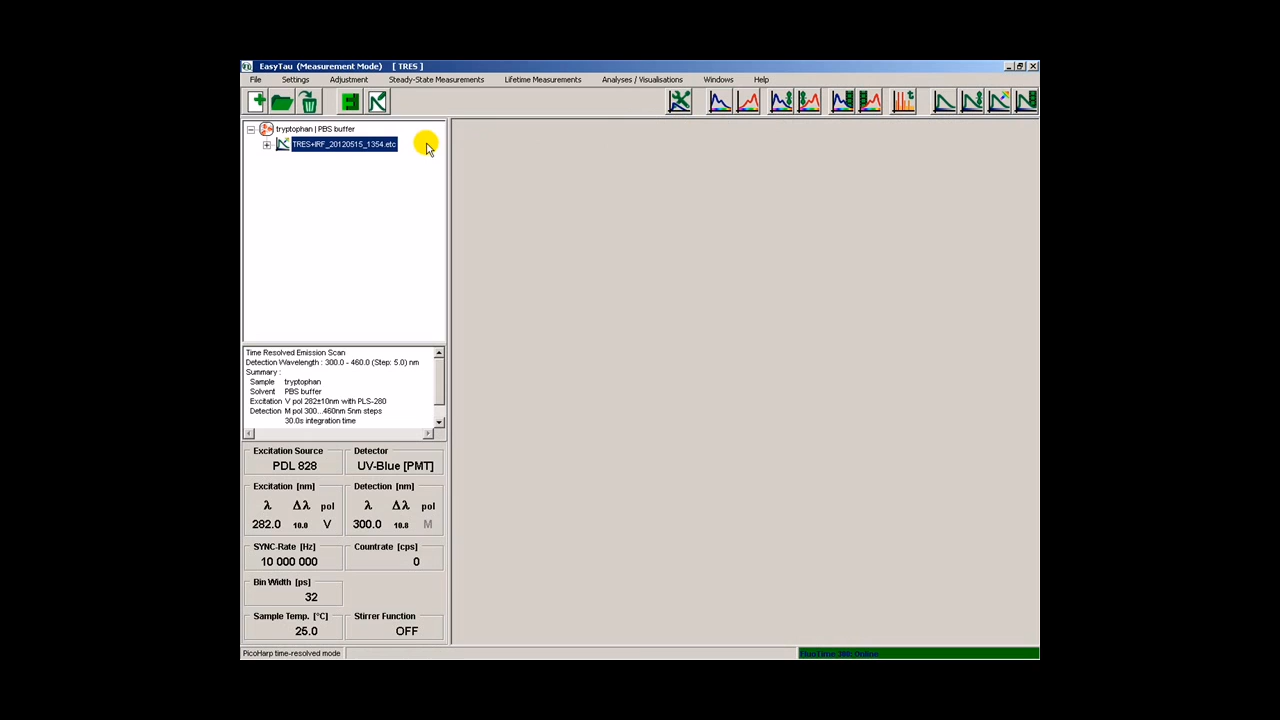 EasyTau (Measurement Mode) [ TRES ]
File Settings Adjustment Steady-State Measurements Lifetime Measurements Analyses / Visualisations Windows Help
tryptophan | PBS buffer
TRES+IRF_20120515_1354.etc
Time Resolved Emission Scan
Detection Wavelength : 300.0 - 460.0 (Step: 5.0) nm
Summary :
Sample tryptophan
Solvent PBS buffer
Excitation V pol 282±10nm with PLS-280
Detection M pol 300...460nm 5nm steps
30.0s integration time
Excitation Source Detector
PDL 828 UV-Blue [PMT]
Excitation [nm] Detection [nm]
λ Δλ pol λ Δλ pol
282.0 10.0 V 300.0 10.0 M
SYNC-Rate [Hz] Countrate [cps]
10 000 000 0
Bin Width [ps]
32
Sample Temp. [°C] Stirrer Function
25.0 OFF
PicoHarp time-resolved mode